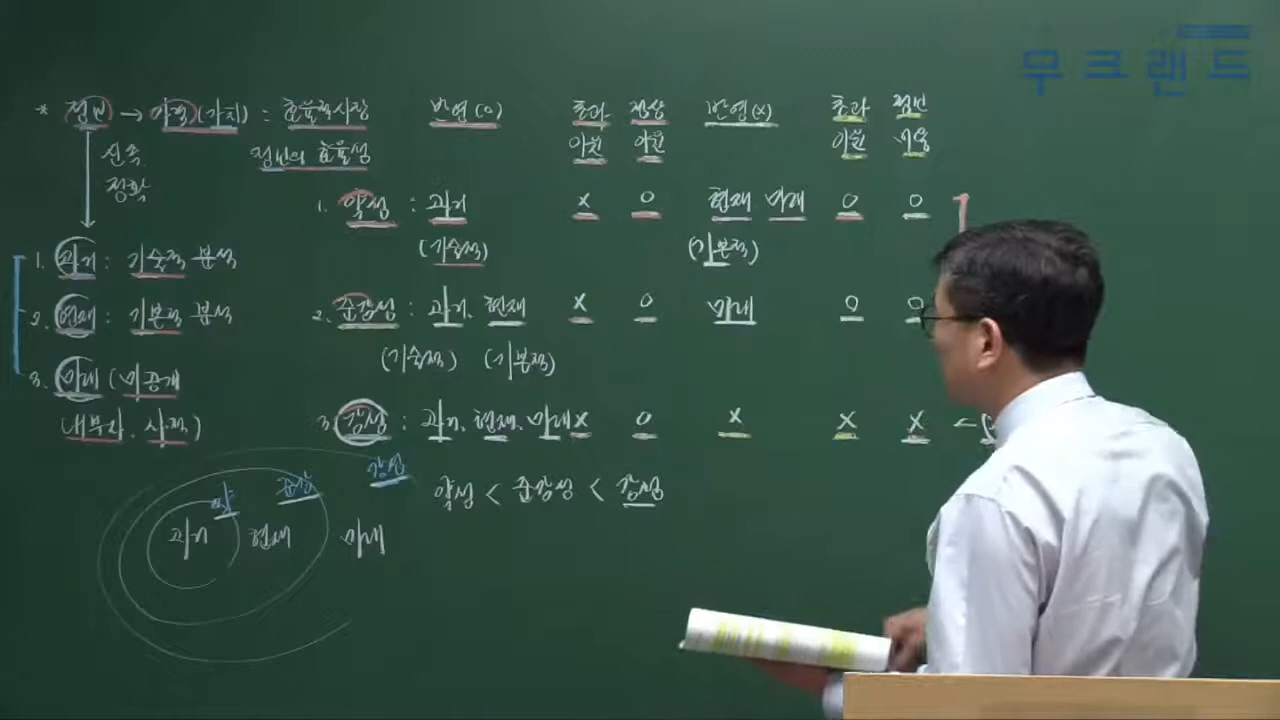 무크랜드
* 정보 → 가격 (가치) : 효율적시장 반영(O) 초과 정상 반영(x) 초과 정보
신속 정보의 효율성 이윤 이윤 이윤 비용
정확
1. 약성 : 과거 x O 현재 미래 O O
(기술적) (기본적)
1. 과거 : 기술적 분석
2. 현재 : 기본적 분석
2. 준강성 : 과거, 현재 x O 미래 O O
(기술적) (기본적)
3. 미래 (미공개
내부자, 사적)
3. 강성 : 과거, 현재, 미래 x O x x x <
약성 < 준강성 < 강성
약 준강 강성
과거 현재 미래